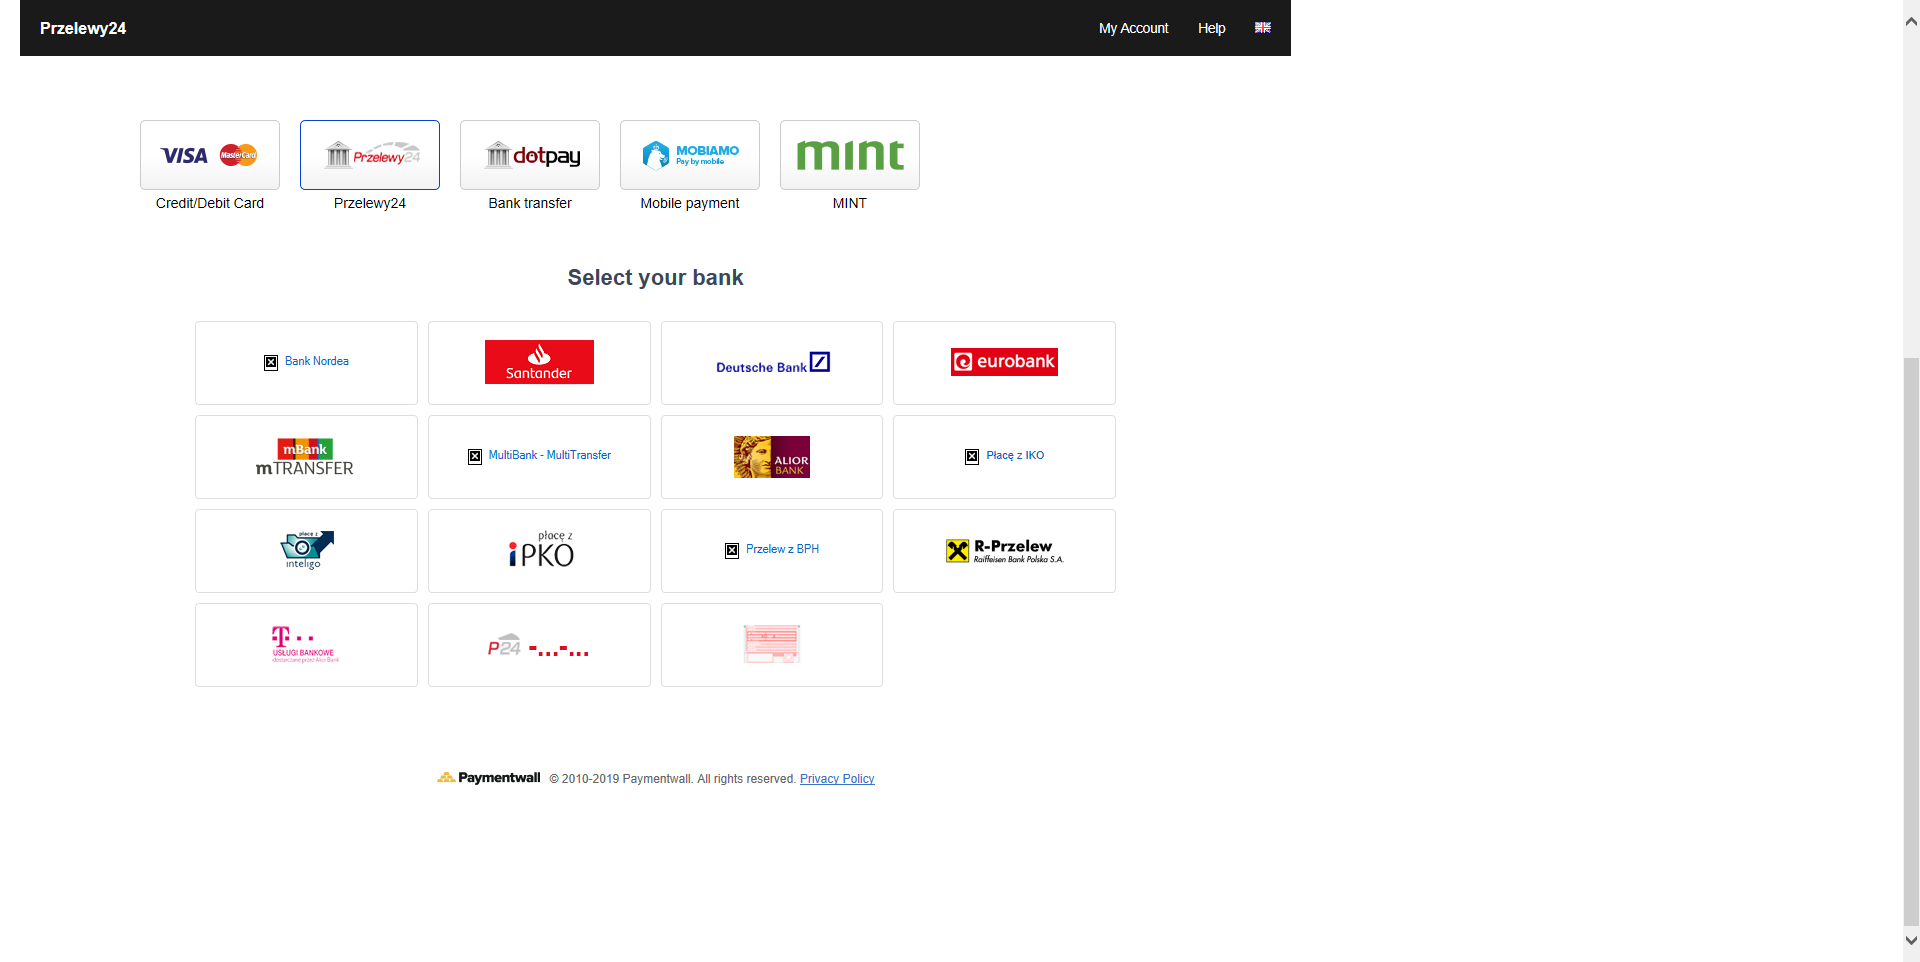 Przelewy24
My Account Help
VISA MasterCard Przelewy24 dotpay MOBIAMO mint
Pay by mobile
Credit/Debit Card Przelewy24 Bank transfer Mobile payment MINT
Select your bank
Bank Nordea Santander Deutsche Bank eurobank
mBank
mTRANSFER MultiBank - MultiTransfer ALIOR BANK Płacę z IKO
płacę z inteligo płacę z iPKO Przelew z BPH R-Przelew
Raiffeisen Bank Polska S.A.
T
USŁUGI BANKOWE
dostarczane przez Alior Bank
P24 -...-...
Paymentwall © 2010-2019 Paymentwall. All rights reserved. Privacy Policy